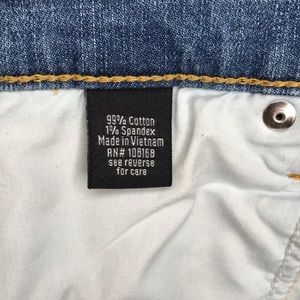 99% Cotton
1% Spandex
Made in Vietnam
RN# 108168
see reverse
for care